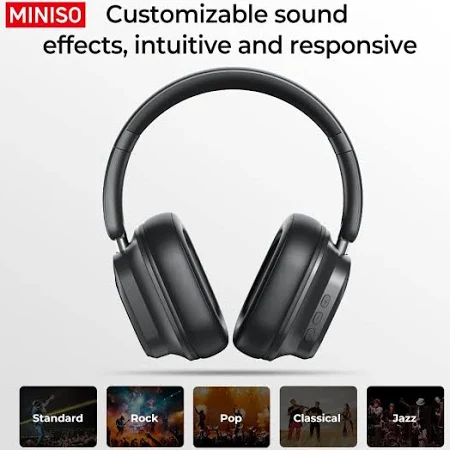 MINISO
Customizable sound
effects, intuitive and responsive
Standard
Rock
Pop
Classical
Jazz